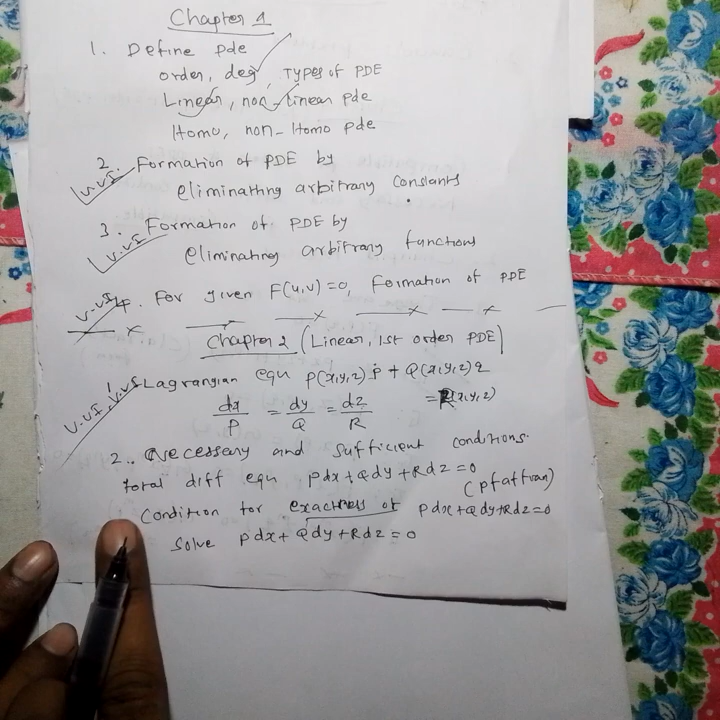 Chapter 1
1. Define pde
order, deg, Types of PDE
Linear, non-linear pde
Homo, non-Homo pde
2. Formation of PDE by
V.V.I eliminatting arbitrary constants
3. Formation of PDE by
V.V.I eliminating arbitrary functions
V.V.I 4. For given F(u,v)=0, Formation of PDE
Chapter 2 (Linear, 1st order PDE)
1. Lagrangian equ P(x,y,z)p + Q(x,y,z)q
V.V.I, V.V.I dx/P = dy/Q = dz/R = R(x,y,z)
2. Necessary and sufficient conditions.
total diff equ Pdx+Qdy+Rdz=0
(pfaffian)
Condition for exactness of Pdx+Qdy+Rdz=0
Solve Pdx+Qdy+Rdz=0